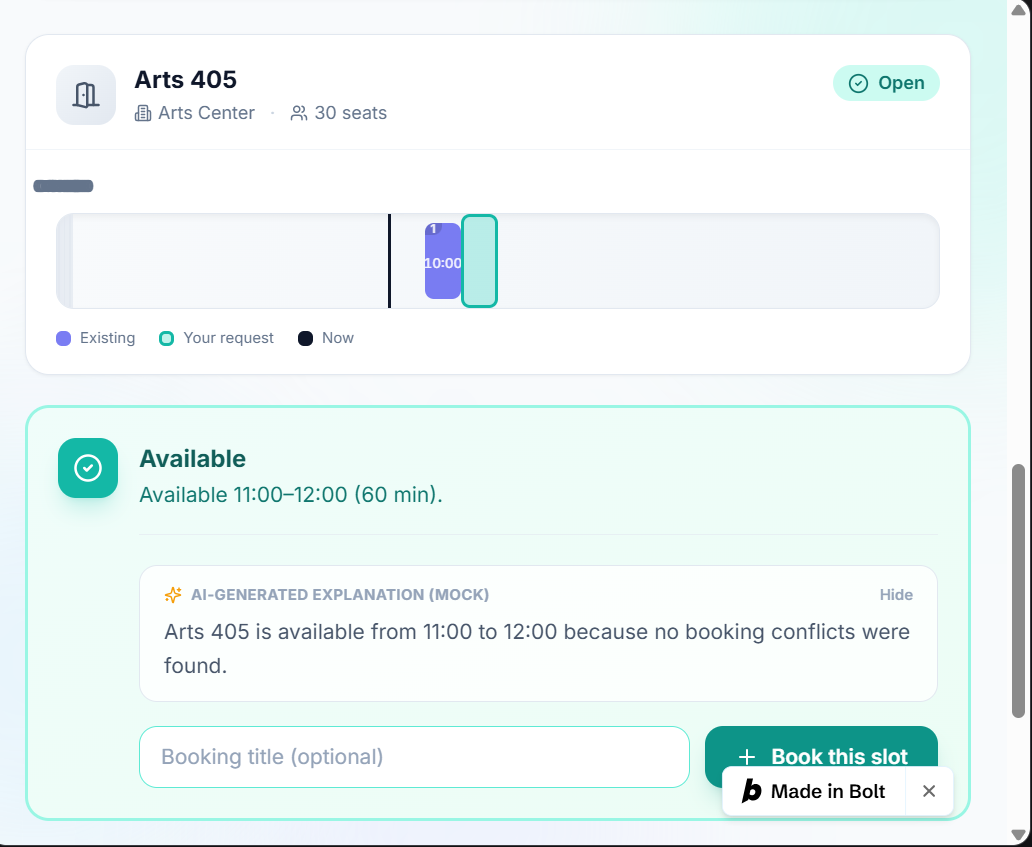 Arts 405
Arts Center · 30 seats
Open
1
10:00
Existing
Your request
Now
Available
Available 11:00–12:00 (60 min).
AI-GENERATED EXPLANATION (MOCK)
Hide
Arts 405 is available from 11:00 to 12:00 because no booking conflicts were
found.
Booking title (optional)
+ Book this slot
b Made in Bolt ×